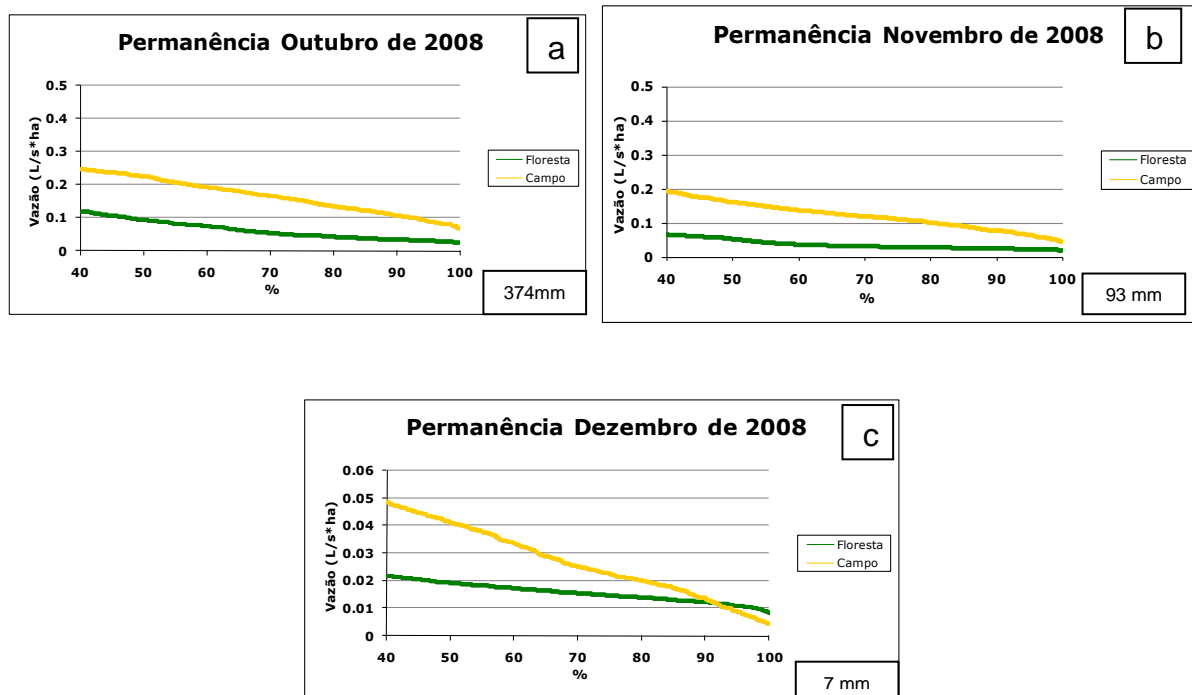 Permanência Outubro de 2008
a
Vazão (L/s*ha)
0.5
0.4
0.3
0.2
0.1
0
40 50 60 70 80 90 100
%
Floresta
Campo
374mm
Permanência Novembro de 2008
b
Vazão (L/s*ha)
0.5
0.4
0.3
0.2
0.1
0
40 50 60 70 80 90 100
%
Floresta
Campo
93 mm
Permanência Dezembro de 2008
c
Vazão (L/s*ha)
0.06
0.05
0.04
0.03
0.02
0.01
0
40 50 60 70 80 90 100
%
Floresta
Campo
7 mm